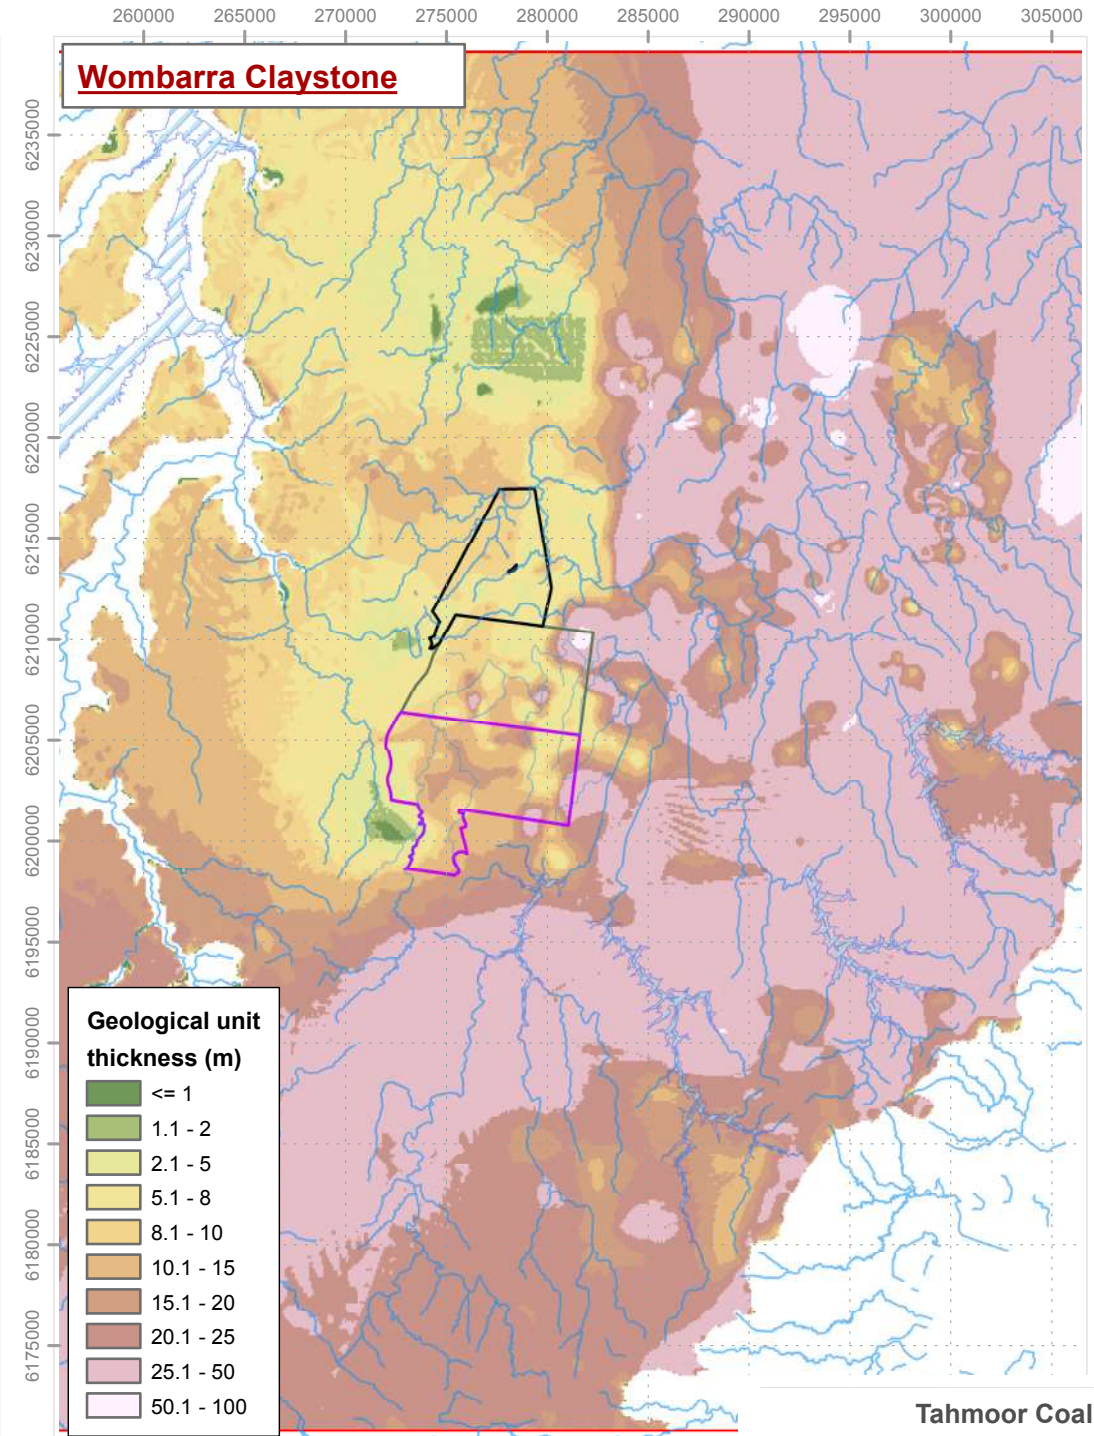 260000 265000 270000 275000 280000 285000 290000 295000 300000 305000
Wombarra Claystone
6235000
6230000
6225000
6220000
6215000
6210000
6205000
6200000
6195000
6190000
6185000
6180000
6175000
Geological unit
thickness (m)
<= 1
1.1 - 2
2.1 - 5
5.1 - 8
8.1 - 10
10.1 - 15
15.1 - 20
20.1 - 25
25.1 - 50
50.1 - 100
Tahmoor Coal